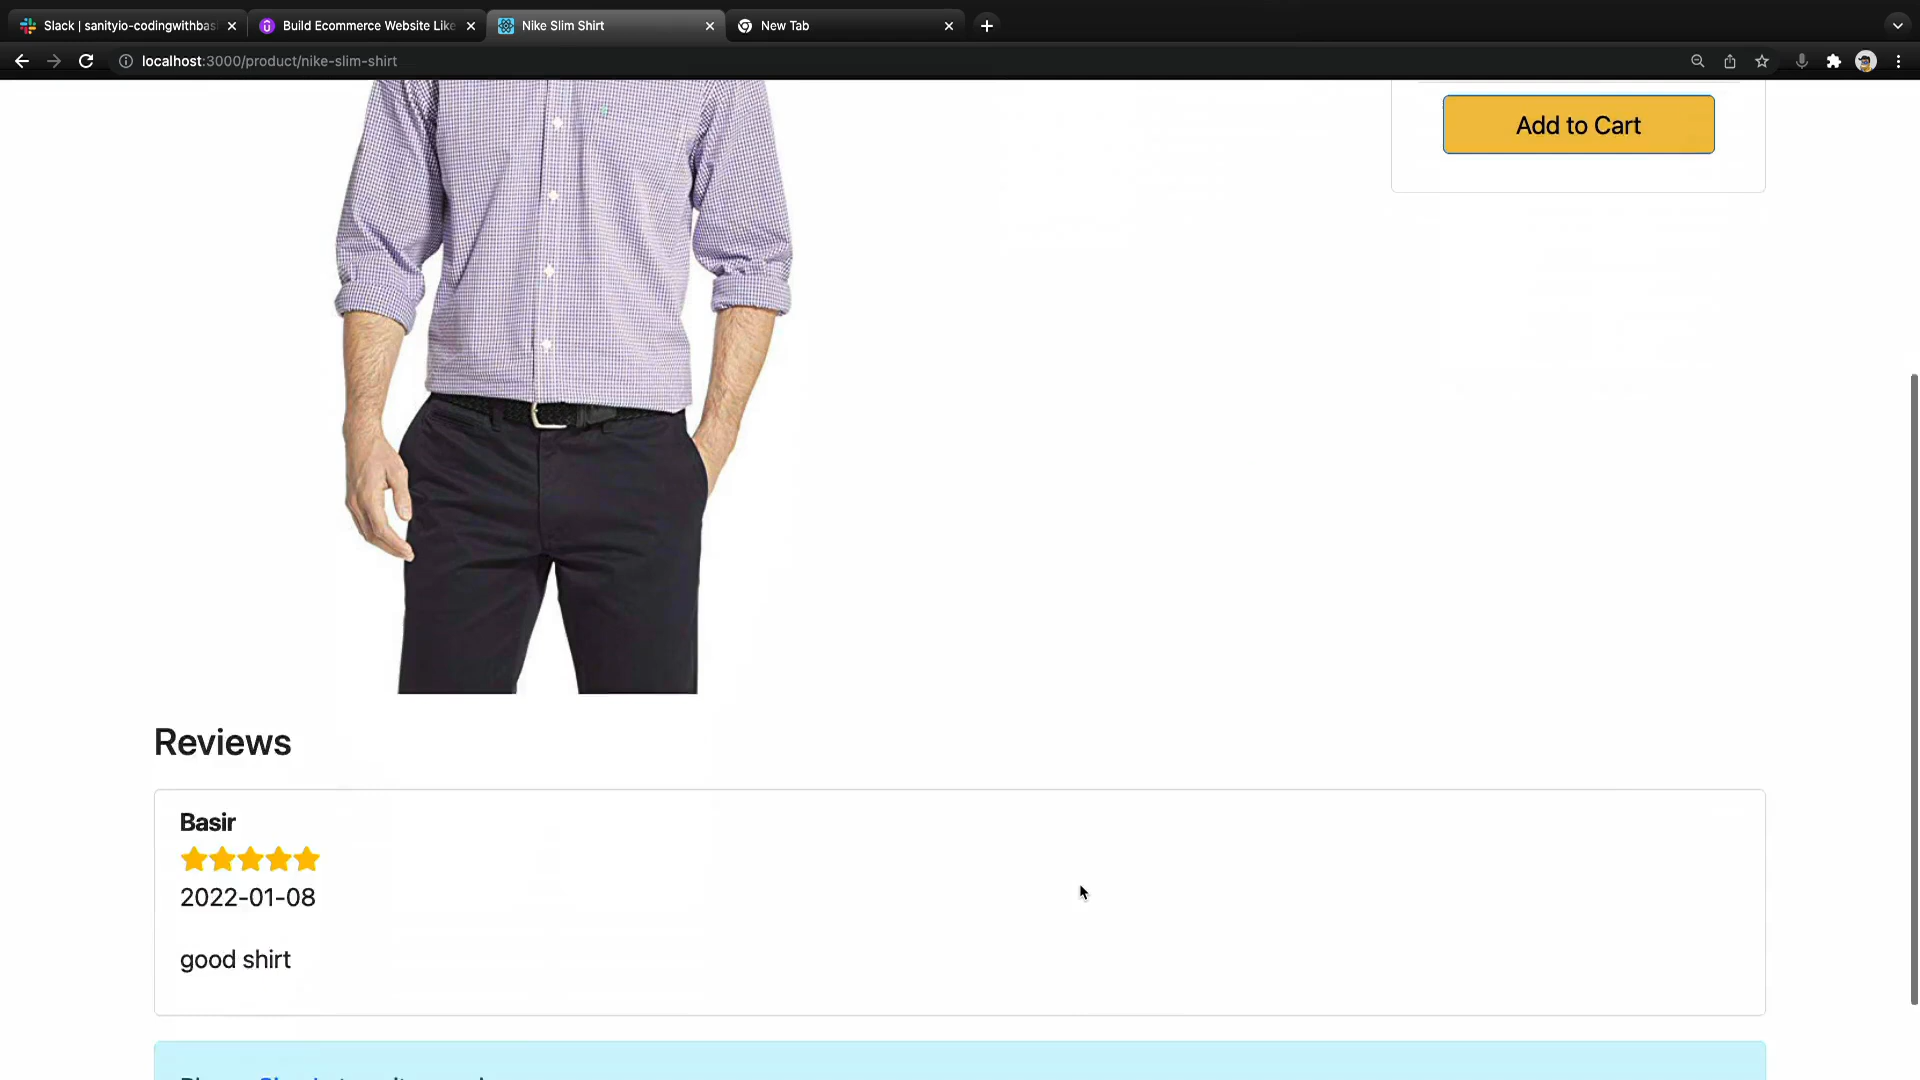 Slack | sanityio-codingwithbasi
Build Ecommerce Website Like
Nike Slim Shirt
New Tab
localhost:3000/product/nike-slim-shirt
Add to Cart
Reviews
Basir
2022-01-08
good shirt